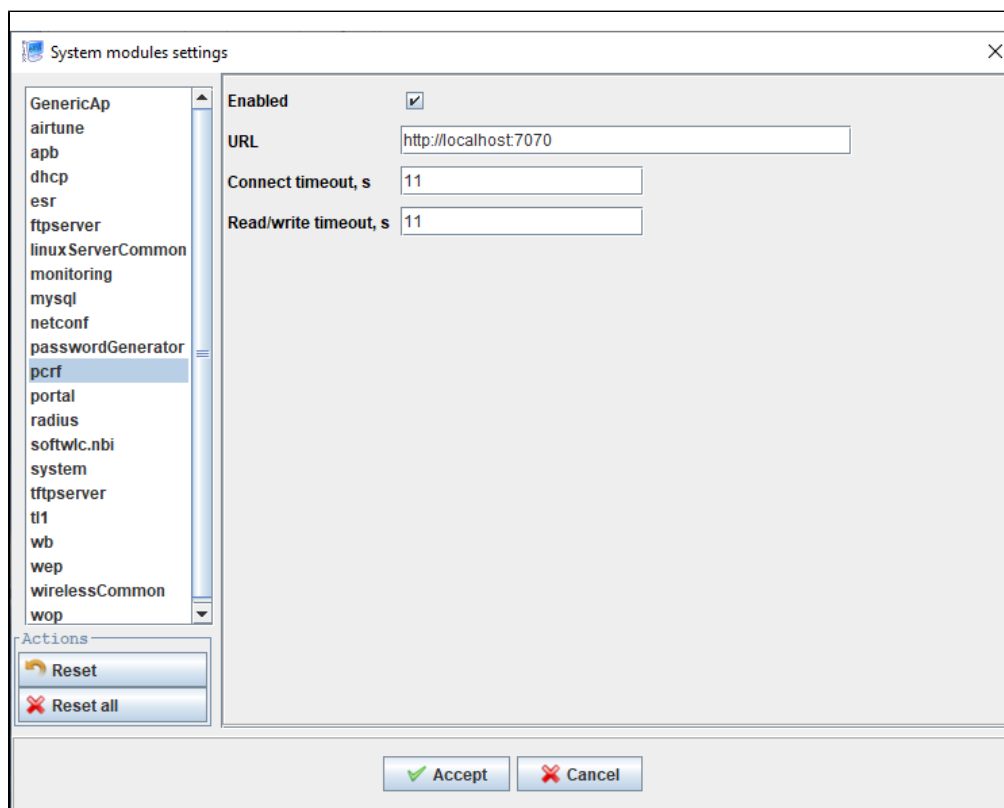 System modules settings
GenericAp
airtune
apb
dhcp
esr
ftpserver
linuxServerCommon
monitoring
mysql
netconf
passwordGenerator
pcrf
portal
radius
softwlc.nbi
system
tftpserver
tl1
wb
wep
wirelessCommon
wop
Actions
Reset
Reset all
Enabled
URL http://localhost:7070
Connect timeout, s 11
Read/write timeout, s 11
Accept Cancel